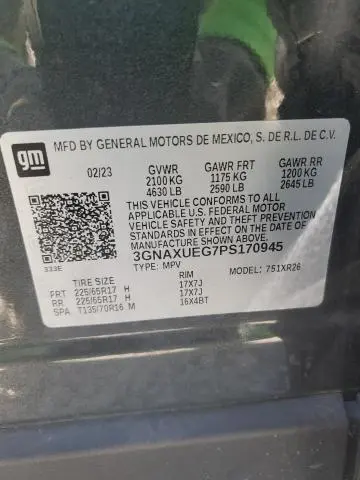 gm
MFD BY GENERAL MOTORS DE MEXICO, S. DE R.L. DE C.V.
02/23 GVWR GAWR FRT GAWR RR
2100 KG 1175 KG 1200 KG
4630 LB 2590 LB 2645 LB
THIS VEHICLE CONFORMS TO ALL
APPLICABLE U.S. FEDERAL MOTOR
VEHICLE SAFETY AND THEFT PREVENTION
STANDARDS IN EFFECT ON THE DATE OF
MANUFACTURE SHOWN ABOVE.
3GNAXUEG7PS170945
333E
TYPE: MPV MODEL: 751XR26
TIRE SIZE RIM
FRT 225/65R17 H 17X7J
RR 225/65R17 H 17X7J
SPA T135/70R16 M 16X4BT